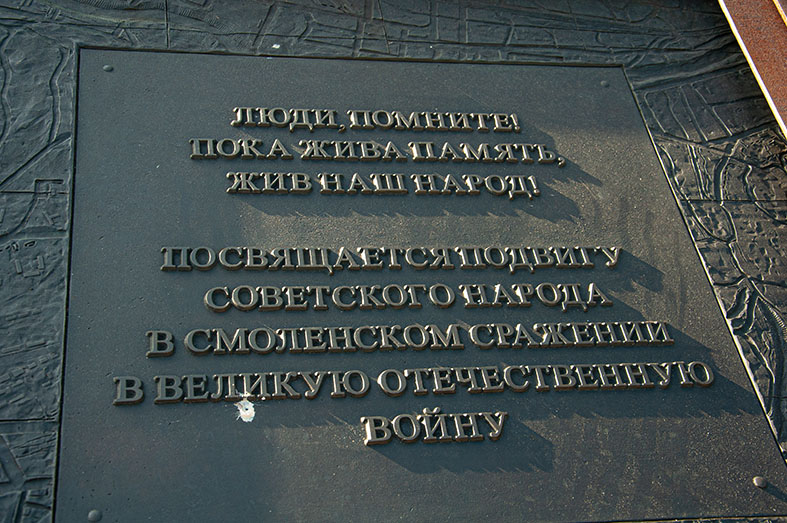 ЛЮДИ, ПОМНИТЕ!
ПОКА ЖИВА ПАМЯТЬ,
ЖИВ НАШ НАРОД!
ПОСВЯЩАЕТСЯ ПОДВИГУ
СОВЕТСКОГО НАРОДА
В СМОЛЕНСКОМ СРАЖЕНИИ
В ВЕЛИКУЮ ОТЕЧЕСТВЕННУЮ
ВОЙНУ